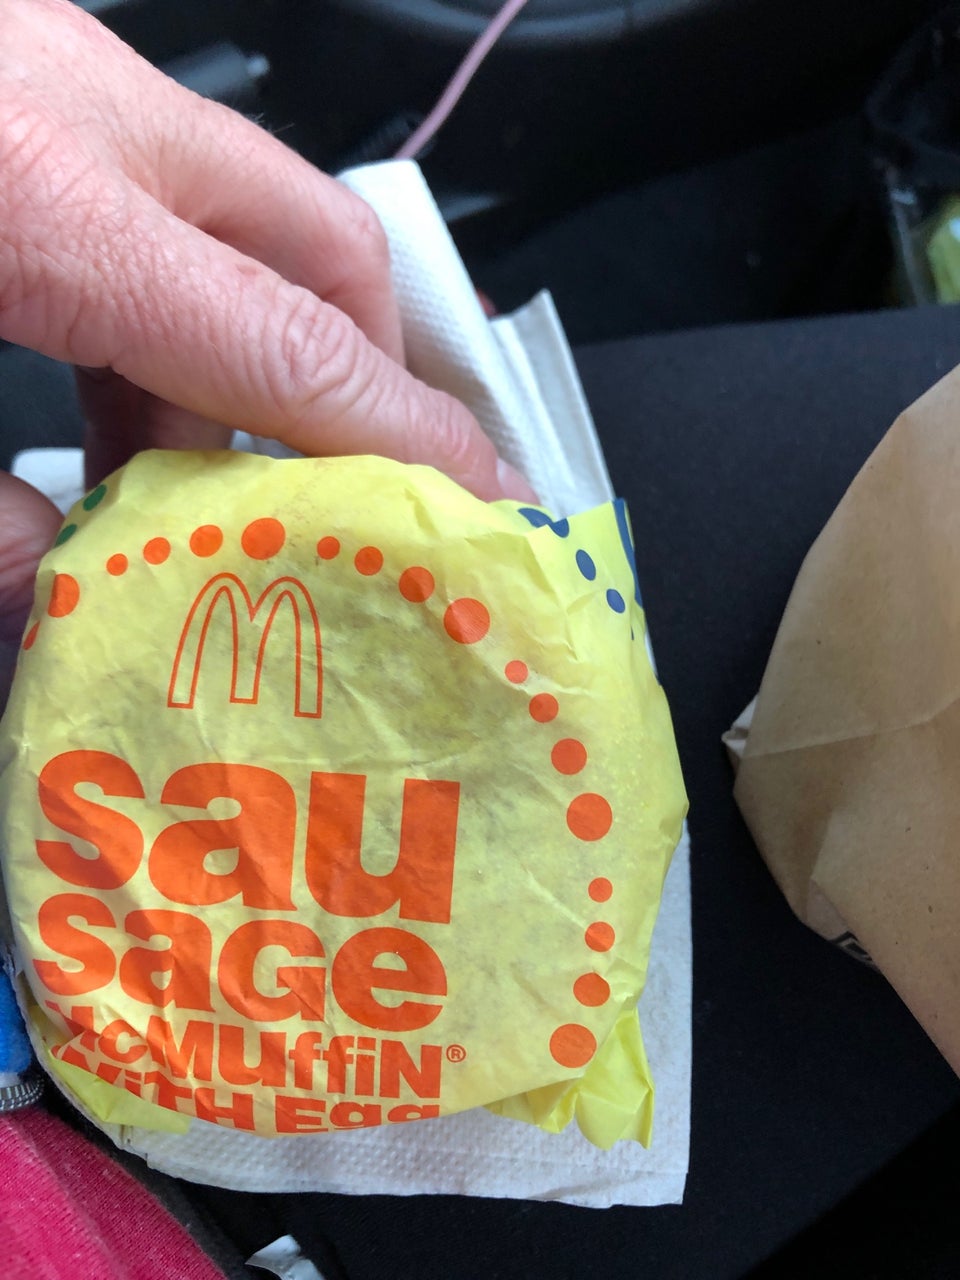 sau
saGe
McMUffiN®
WiTH Egg